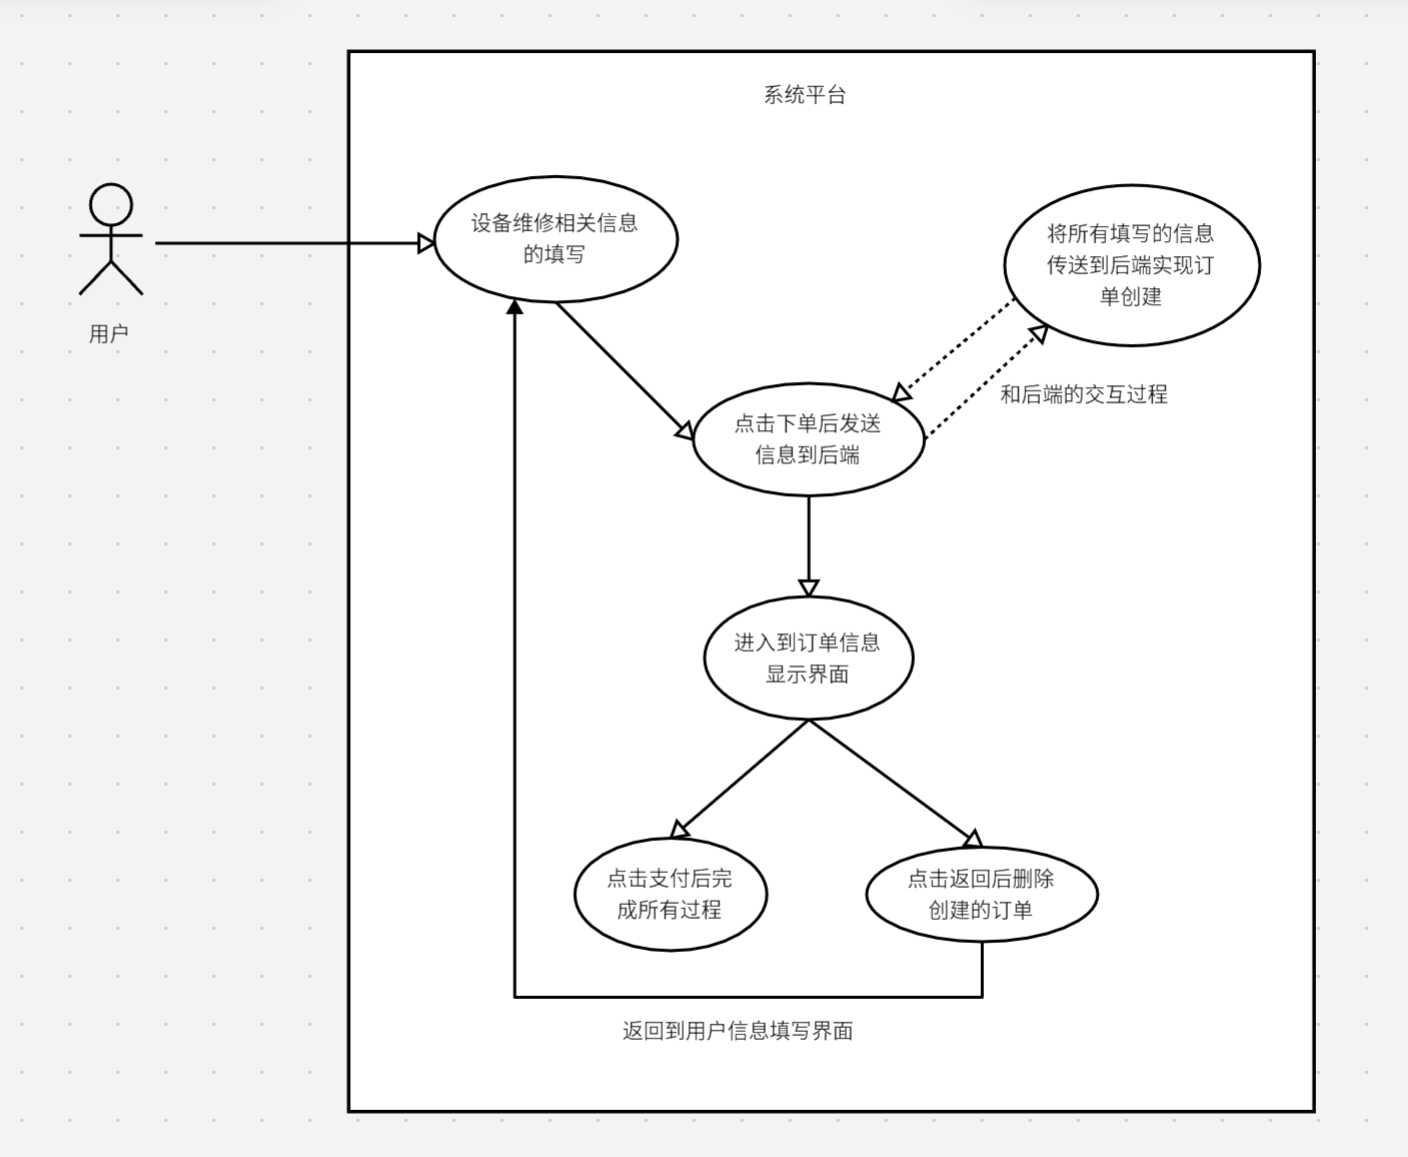 系统平台
设备维修相关信息
的填写
将所有填写的信息
传送到后端实现订
单创建
用户
和后端的交互过程
点击下单后发送
信息到后端
进入到订单信息
显示界面
点击支付后完
成所有过程
点击返回后删除
创建的订单
返回到用户信息填写界面